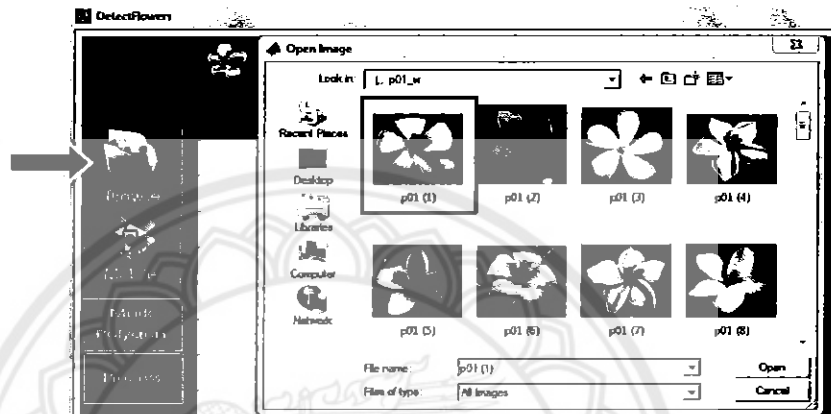 DetectFlowers
Open Image
Look in: p01_w
Recent Places
Desktop
Libraries
Computer
Network
p01 (1)
p01 (2)
p01 (3)
p01 (4)
p01 (5)
p01 (6)
p01 (7)
p01 (8)
File name: p01 (1)
Files of type: All Images
Open
Cancel
Browse
Polygon
Process